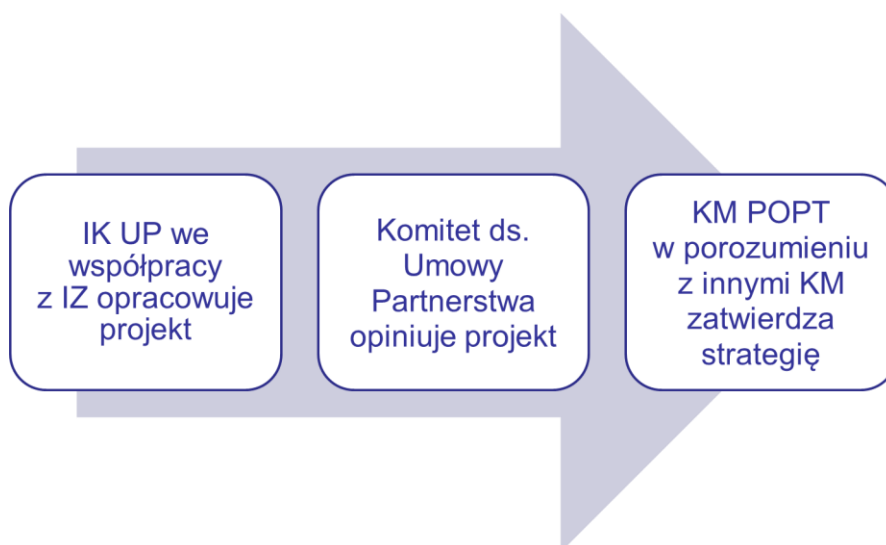 IK UP we
współpracy
z IZ opracowuje
projekt
Komitet ds.
Umowy
Partnerstwa
opiniuje projekt
KM POPT
w porozumieniu
z innymi KM
zatwierdza
strategię